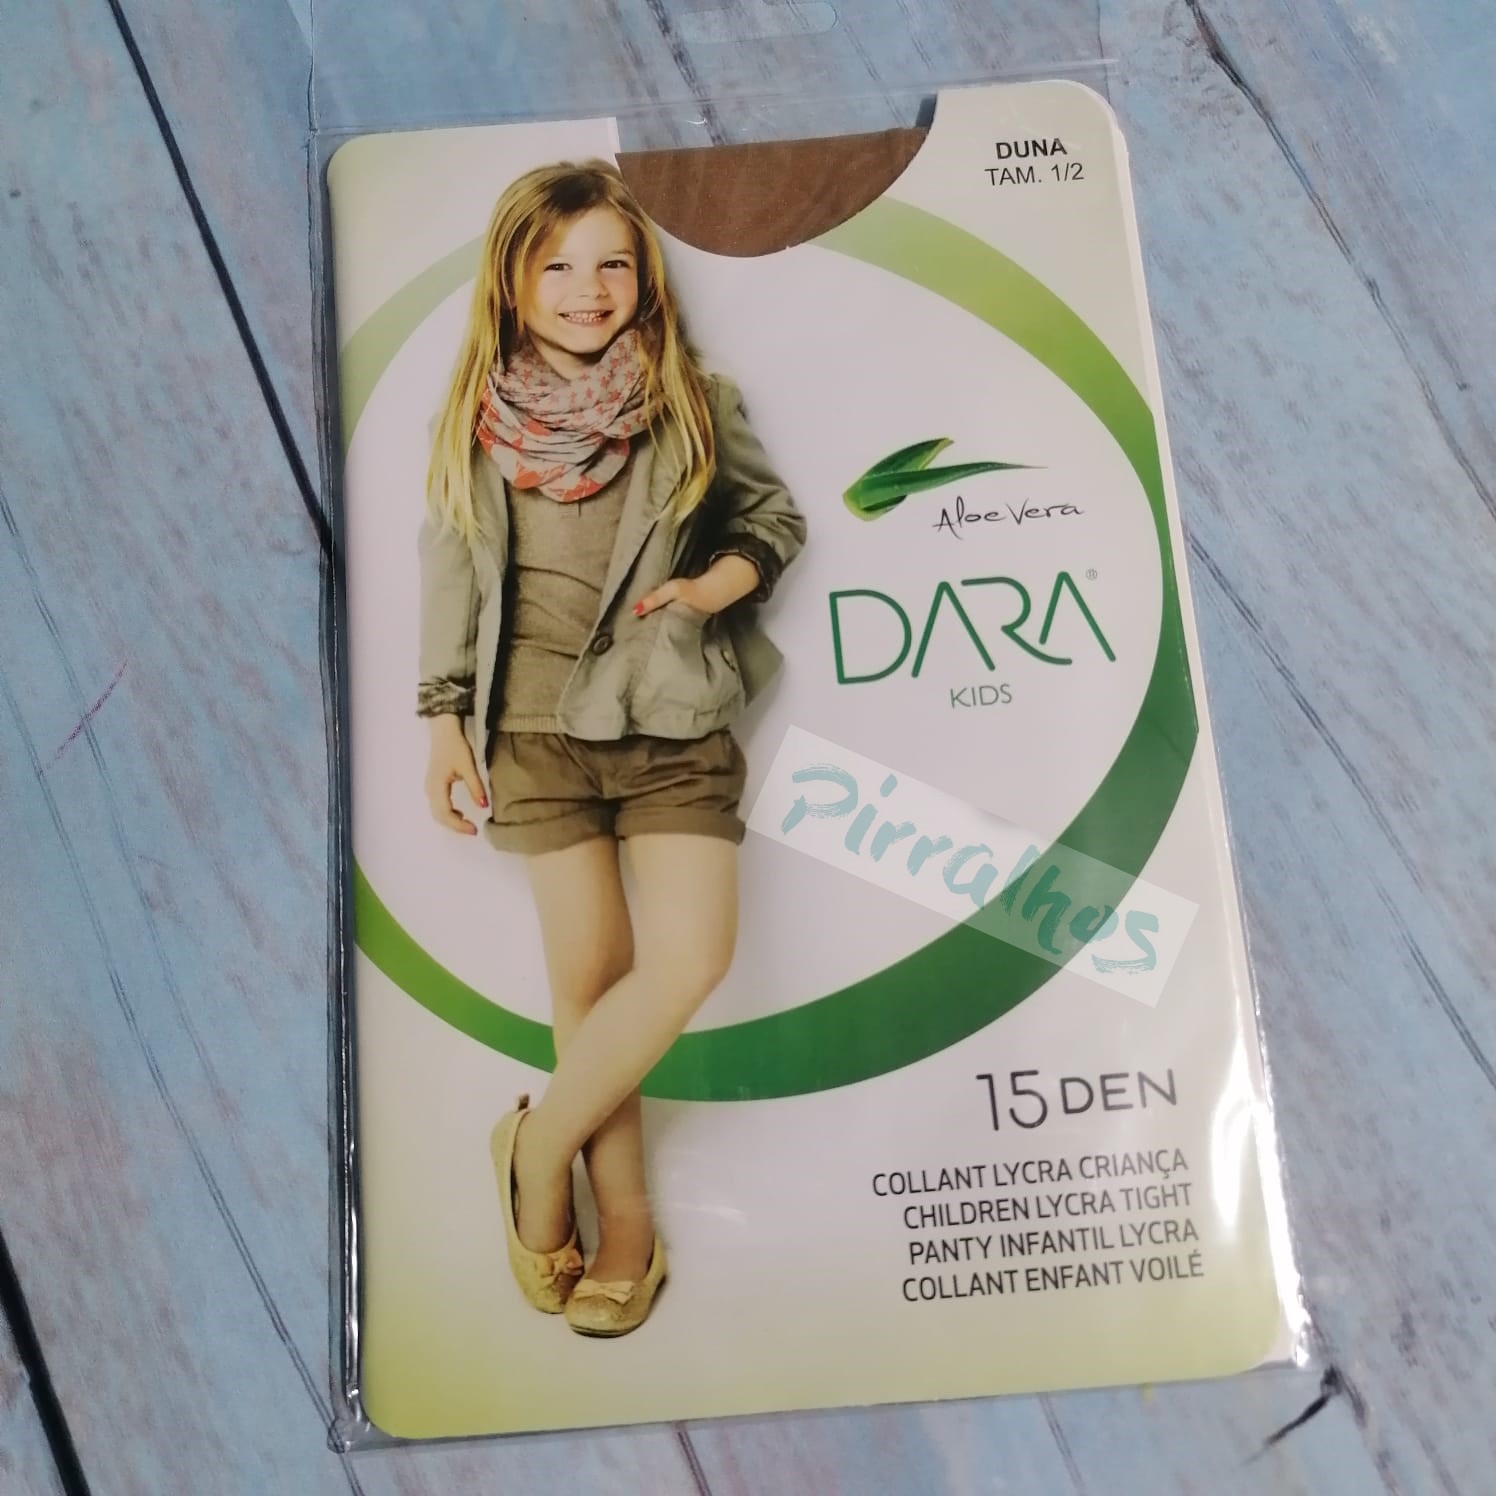 DUNA
TAM. 1/2
Aloe Vera
DARA®
KIDS
Pirralhos
15 DEN
COLLANT LYCRA CRIANÇA
CHILDREN LYCRA TIGHT
PANTY INFANTIL LYCRA
COLLANT ENFANT VOILÉ